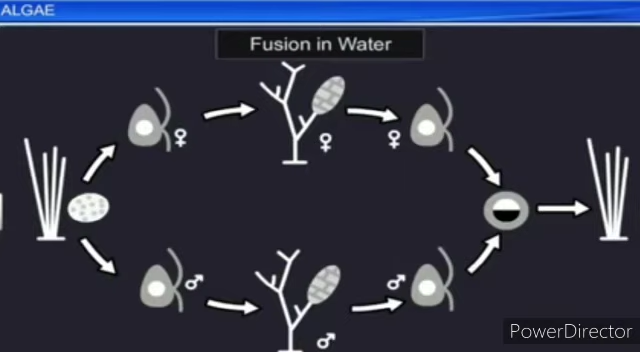 ALGAE
Fusion in Water
♀
♀
♀
♂
♂
♂
PowerDirector